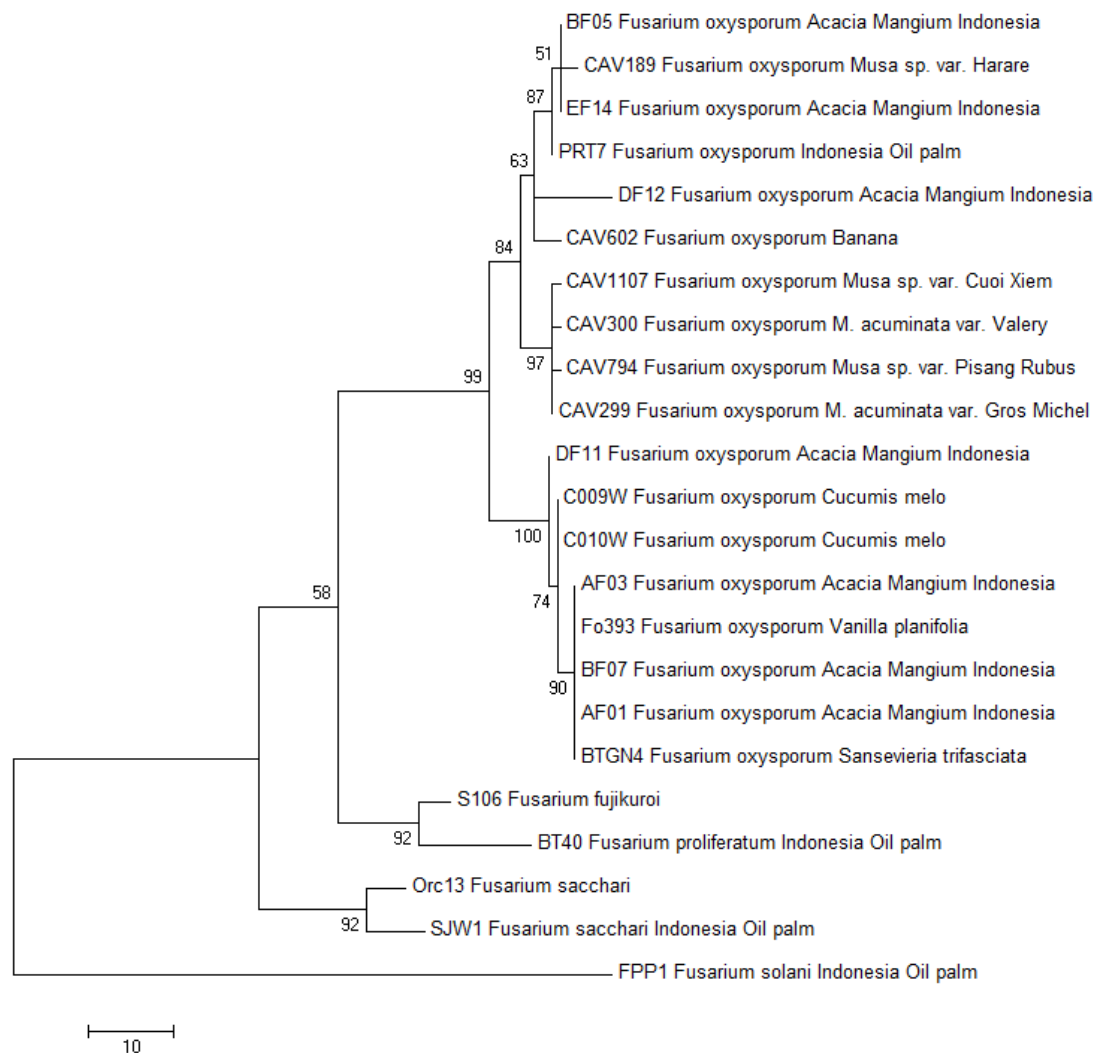 BF05 Fusarium oxysporum Acacia Mangium Indonesia
51
CAV189 Fusarium oxysporum Musa sp. var. Harare
87
EF14 Fusarium oxysporum Acacia Mangium Indonesia
PRT7 Fusarium oxysporum Indonesia Oil palm
63
DF12 Fusarium oxysporum Acacia Mangium Indonesia
CAV602 Fusarium oxysporum Banana
84
CAV1107 Fusarium oxysporum Musa sp. var. Cuoi Xiem
CAV300 Fusarium oxysporum M. acuminata var. Valery
97
CAV794 Fusarium oxysporum Musa sp. var. Pisang Rubus
99
CAV299 Fusarium oxysporum M. acuminata var. Gros Michel
DF11 Fusarium oxysporum Acacia Mangium Indonesia
C009W Fusarium oxysporum Cucumis melo
100
C010W Fusarium oxysporum Cucumis melo
AF03 Fusarium oxysporum Acacia Mangium Indonesia
58
74
Fo393 Fusarium oxysporum Vanilla planifolia
BF07 Fusarium oxysporum Acacia Mangium Indonesia
90
AF01 Fusarium oxysporum Acacia Mangium Indonesia
BTGN4 Fusarium oxysporum Sansevieria trifasciata
S106 Fusarium fujikuroi
92
BT40 Fusarium proliferatum Indonesia Oil palm
Orc13 Fusarium sacchari
92
SJW1 Fusarium sacchari Indonesia Oil palm
FPP1 Fusarium solani Indonesia Oil palm
10